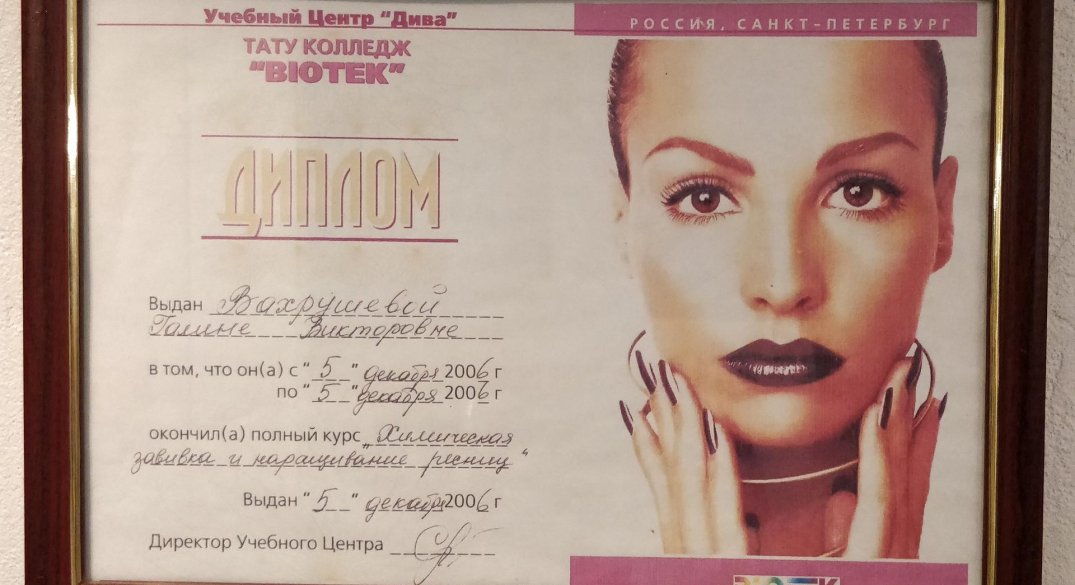 Учебный Центр “Дива”
РОССИЯ, САНКТ-ПЕТЕРБУРГ
ТАТУ КОЛЛЕДЖ
“BIOTEK”
ДИПЛОМ
Выдан Вахрушевой
Галине Викторовне
в том, что он(а) с “5” декабря 2006 г
по “5” декабря 2006 г
окончил(а) полный курс „Химическая
завивка и наращивание ресниц“
Выдан “5” декабря 2006 г
Директор Учебного Центра